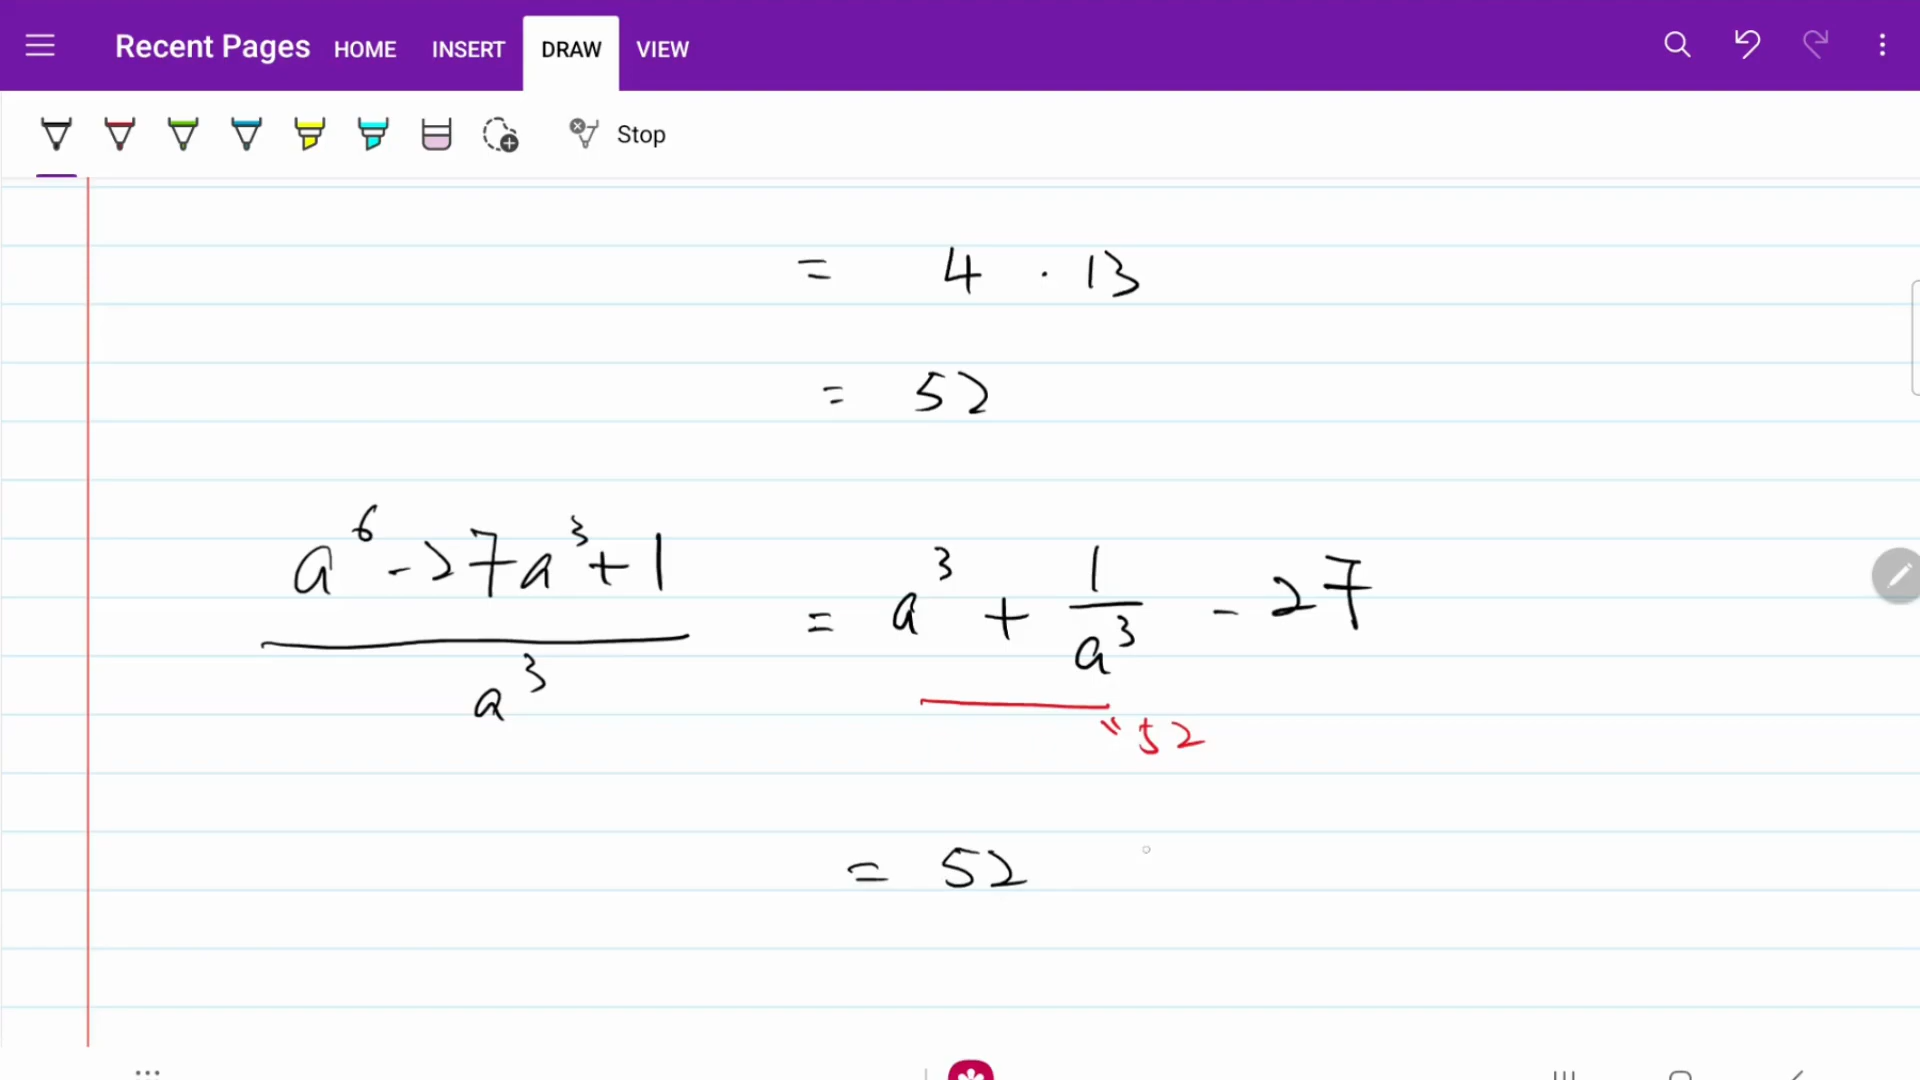 Recent Pages HOME INSERT DRAW VIEW
Stop
= 4 · 13
= 52
a⁶ - 27a³ + 1 / a³ = a³ + 1/a³ - 27
" 52
= 52